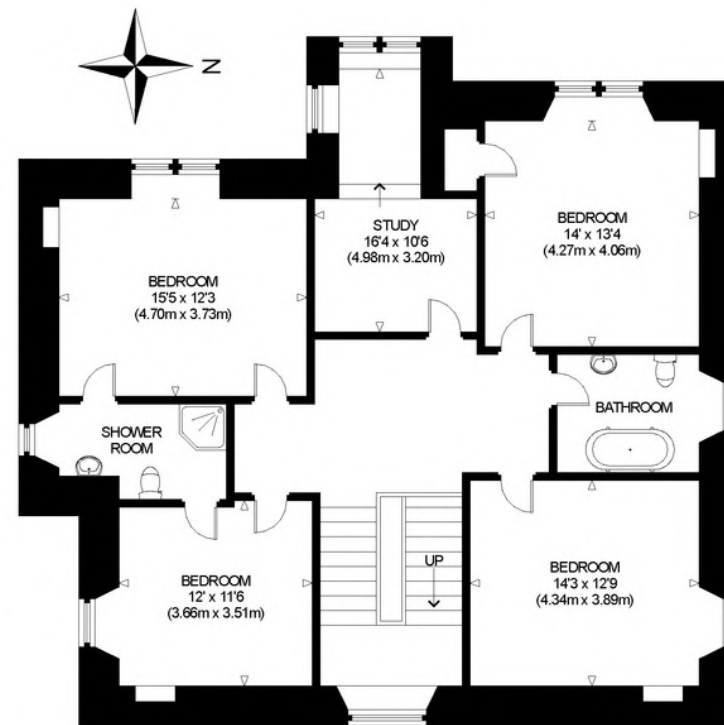 N
STUDY
16'4 x 10'6
(4.98m x 3.20m)
BEDROOM
14' x 13'4
(4.27m x 4.06m)
BEDROOM
15'5 x 12'3
(4.70m x 3.73m)
BATHROOM
SHOWER
ROOM
UP
BEDROOM
12' x 11'6
(3.66m x 3.51m)
BEDROOM
14'3 x 12'9
(4.34m x 3.89m)